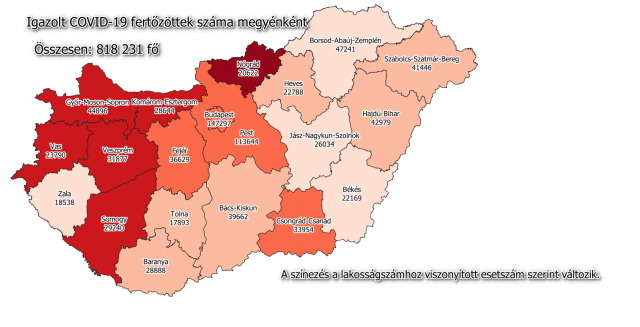 Igazolt COVID-19 fertőzöttek száma megyénként
Összesen: 818 231 fő
Borsod-Abaúj-Zemplén
47241
Szabolcs-Szatmár-Bereg
41446
Nógrád
20622
Heves
22788
Győr-Moson-Sopron
44896
Komárom-Esztergom
28644
Budapest
147297
Hajdú-Bihar
42979
Pest
113644
Jász-Nagykun-Szolnok
26034
Vas
23790
Veszprém
31877
Fejér
36629
Békés
22169
Zala
18538
Bács-Kiskun
39662
Tolna
17893
Somogy
29240
Csongrád-Csanád
33954
Baranya
28888
A színezés a lakosságszámhoz viszonyított esetszám szerint változik.